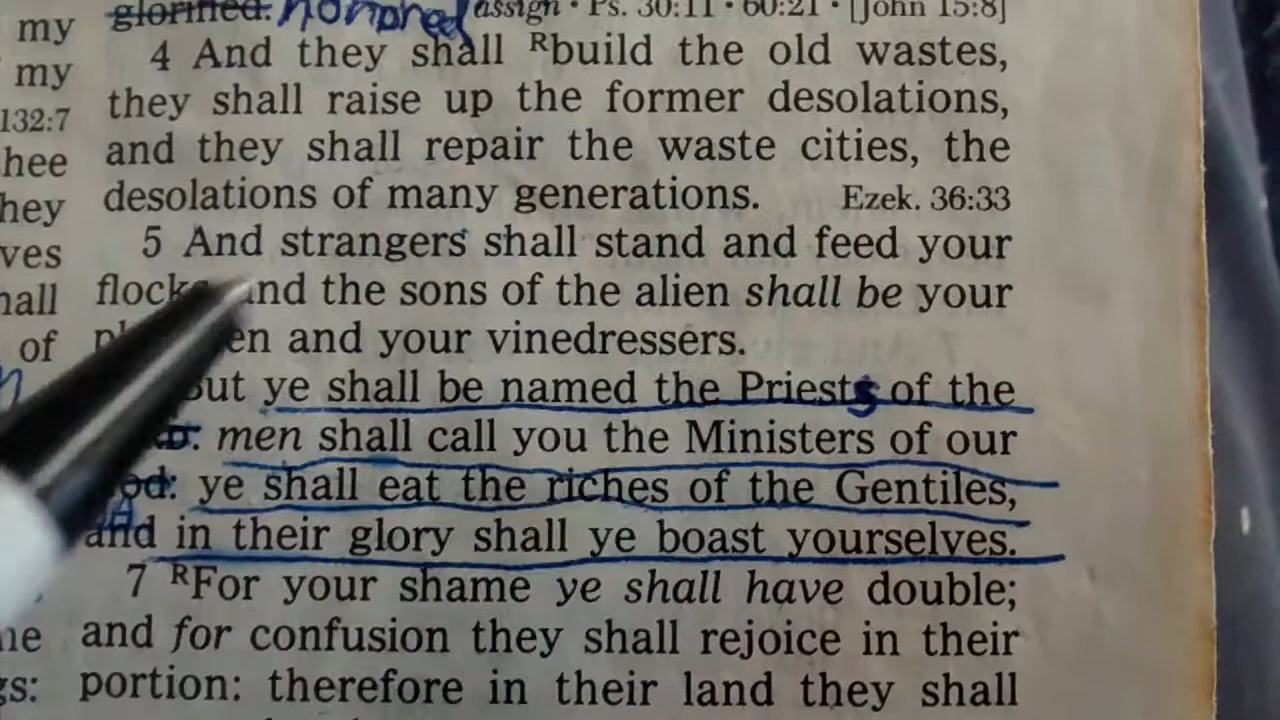 my
my
132:7
hee
hey
ves
hall
of
glorified. honored assign • Ps. 30:11 • 60:21 • [John 15:8]
4 And they shall ᴿbuild the old wastes,
they shall raise up the former desolations,
and they shall repair the waste cities, the
desolations of many generations. Ezek. 36:33
5 And strangers shall stand and feed your
flocks and the sons of the alien shall be your
en and your vinedressers.
But ye shall be named the Priests of the
men shall call you the Ministers of our
ye shall eat the riches of the Gentiles,
and in their glory shall ye boast yourselves.
7 ᴿFor your shame ye shall have double;
and for confusion they shall rejoice in their
portion: therefore in their land they shall